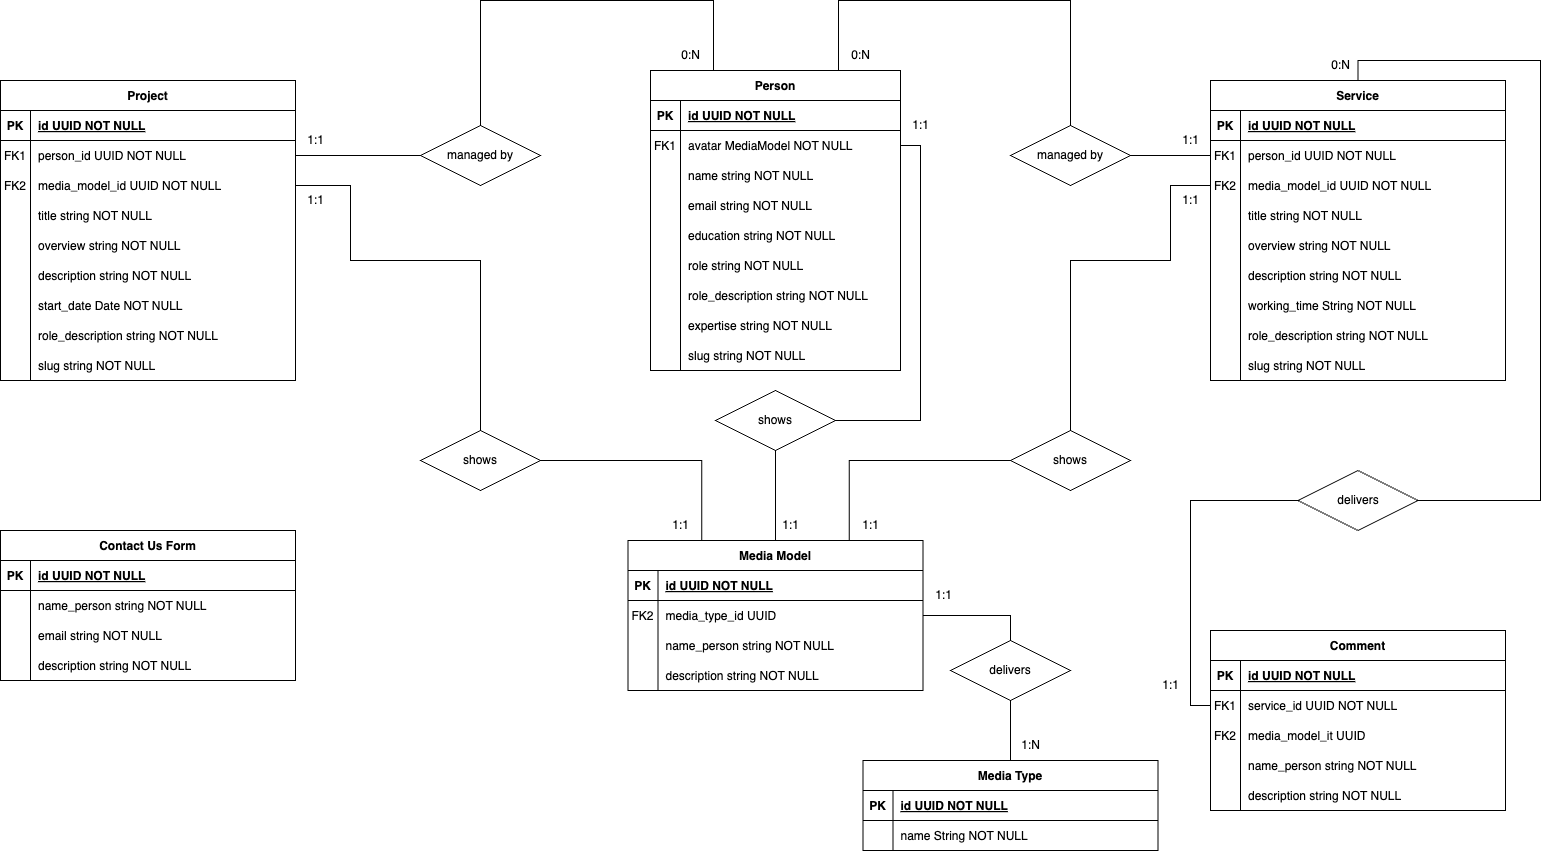 0:N
0:N
0:N
Project
PK id UUID NOT NULL
FK1 person_id UUID NOT NULL
FK2 media_model_id UUID NOT NULL
title string NOT NULL
overview string NOT NULL
description string NOT NULL
start_date Date NOT NULL
role_description string NOT NULL
slug string NOT NULL
1:1
1:1
managed by
Person
PK id UUID NOT NULL
FK1 avatar MediaModel NOT NULL
name string NOT NULL
email string NOT NULL
education string NOT NULL
role string NOT NULL
role_description string NOT NULL
expertise string NOT NULL
slug string NOT NULL
1:1
managed by
1:1
1:1
Service
PK id UUID NOT NULL
FK1 person_id UUID NOT NULL
FK2 media_model_id UUID NOT NULL
title string NOT NULL
overview string NOT NULL
description string NOT NULL
working_time String NOT NULL
role_description string NOT NULL
slug string NOT NULL
shows
shows
shows
delivers
1:1
1:1
1:1
Contact Us Form
PK id UUID NOT NULL
name_person string NOT NULL
email string NOT NULL
description string NOT NULL
Media Model
PK id UUID NOT NULL
FK2 media_type_id UUID
name_person string NOT NULL
description string NOT NULL
1:1
delivers
1:N
Media Type
PK id UUID NOT NULL
name String NOT NULL
1:1
Comment
PK id UUID NOT NULL
FK1 service_id UUID NOT NULL
FK2 media_model_it UUID
name_person string NOT NULL
description string NOT NULL